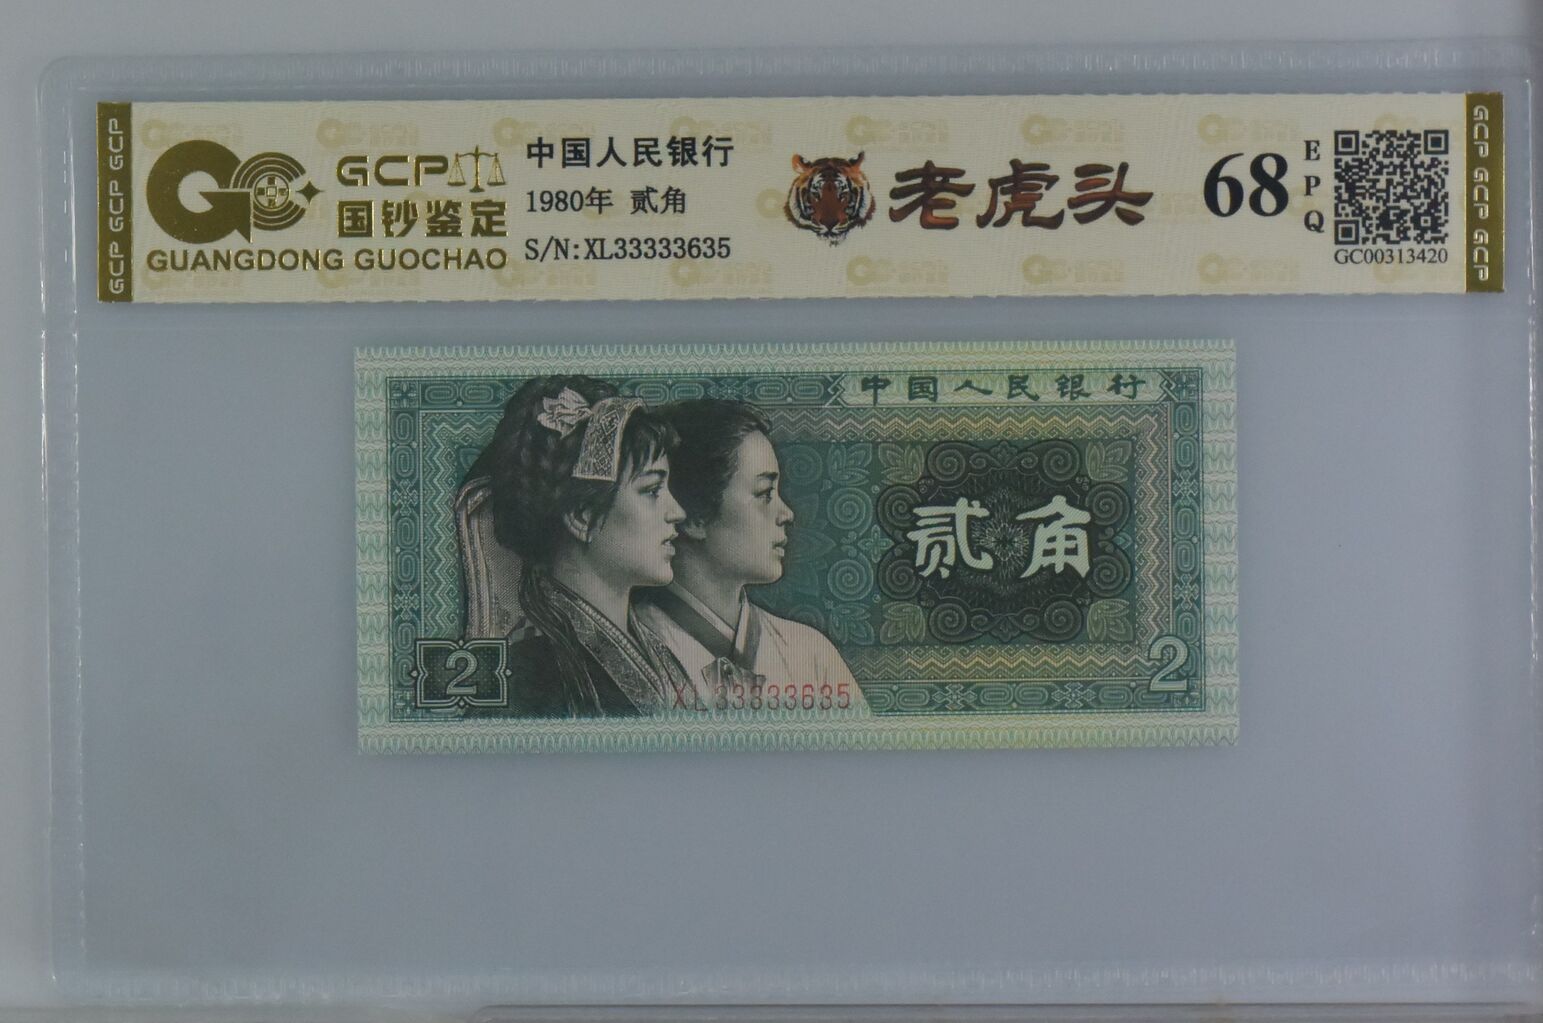 GCP
国钞鉴定
GUANGDONG GUOCHAO
中国人民银行
1980年 贰角
S/N:XL33333635
老虎头
68
EPQ
GC00313420
GCP GCP GCP
GCP GCP GCP
中国人民银行
贰角
2
2
XL33333635